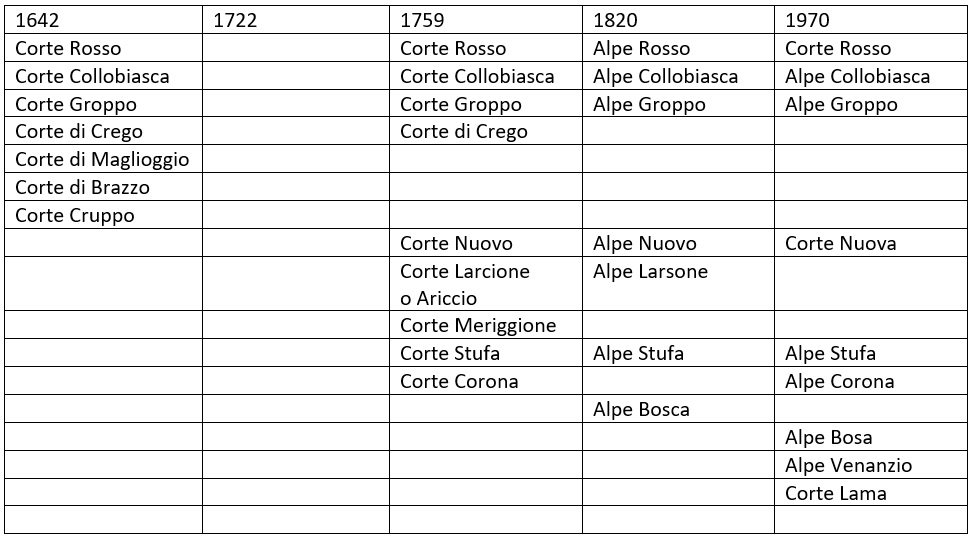 1642 1722 1759 1820 1970
Corte Rosso Corte Rosso Alpe Rosso Corte Rosso
Corte Collobiasca Corte Collobiasca Alpe Collobiasca Alpe Collobiasca
Corte Groppo Corte Groppo Alpe Groppo Alpe Groppo
Corte di Crego Corte di Crego
Corte di Maglioggio
Corte di Brazzo
Corte Cruppo
Corte Nuovo Alpe Nuovo Corte Nuova
Corte Larcione Alpe Larsone
o Ariccio
Corte Meriggione
Corte Stufa Alpe Stufa Alpe Stufa
Corte Corona Alpe Corona
Alpe Bosca
Alpe Bosa
Alpe Venanzio
Corte Lama